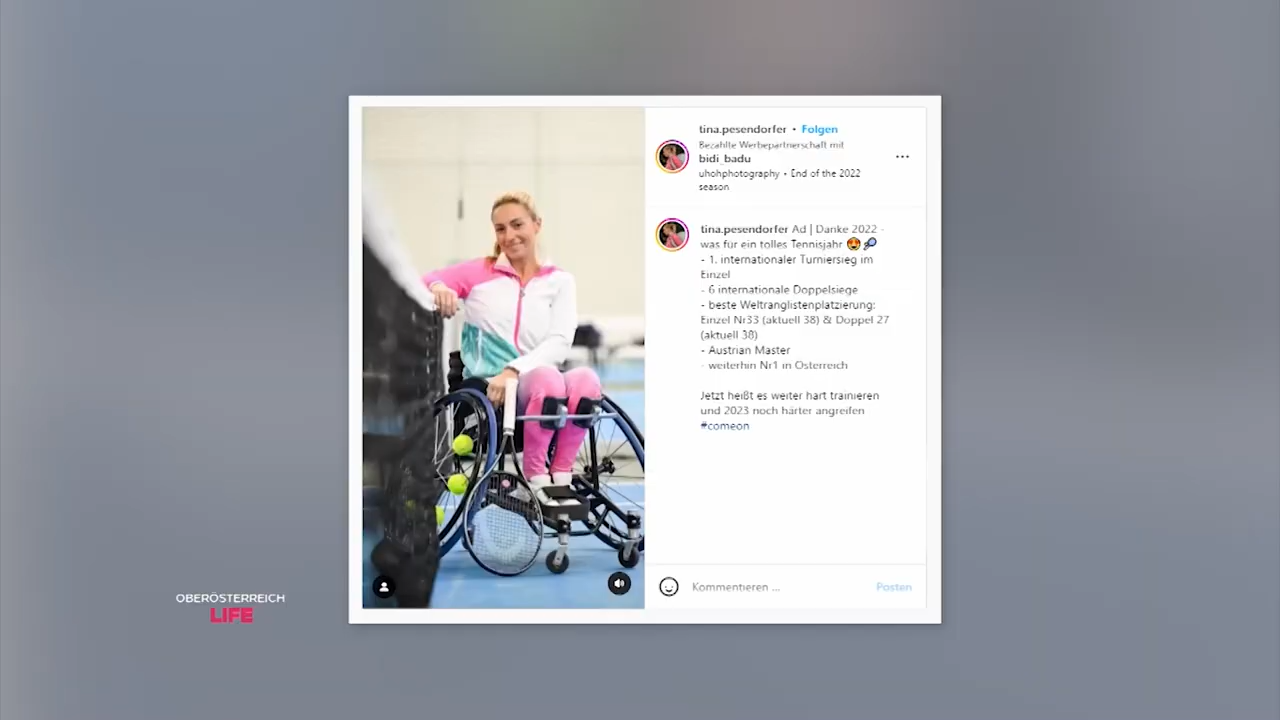 tina.pesendorfer • Folgen
Bezahlte Werbepartnerschaft mit
bidi_badu
uhohphotography • End of the 2022
season
tina.pesendorfer Ad | Danke 2022 -
was für ein tolles Tennisjahr 😍🎾
- 1. internationaler Turniersieg im
Einzel
- 6 internationale Doppelsiege
- beste Weltranglistenplatzierung:
Einzel Nr33 (aktuell 38) & Doppel 27
(aktuell 38)
- Austrian Master
- weiterhin Nr1 in Österreich
Jetzt heißt es weiter hart trainieren
und 2023 noch härter angreifen
#comeon
Kommentieren ...
Posten
OBERÖSTERREICH
LIFE